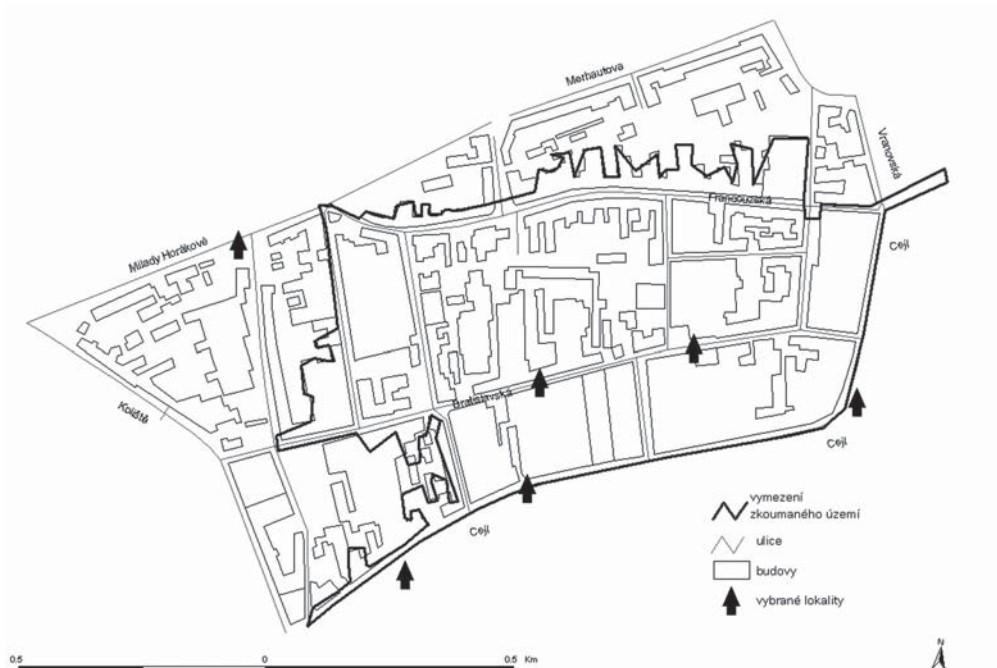 Merhautova
Vranovská
Francouzská
Milady Horákové
Cejl
Koliště
Bratislavská
Cejl
Cejl
vymezení
zkoumaného území
ulice
budovy
vybrané lokality
0.5 0 0.5 Km
N